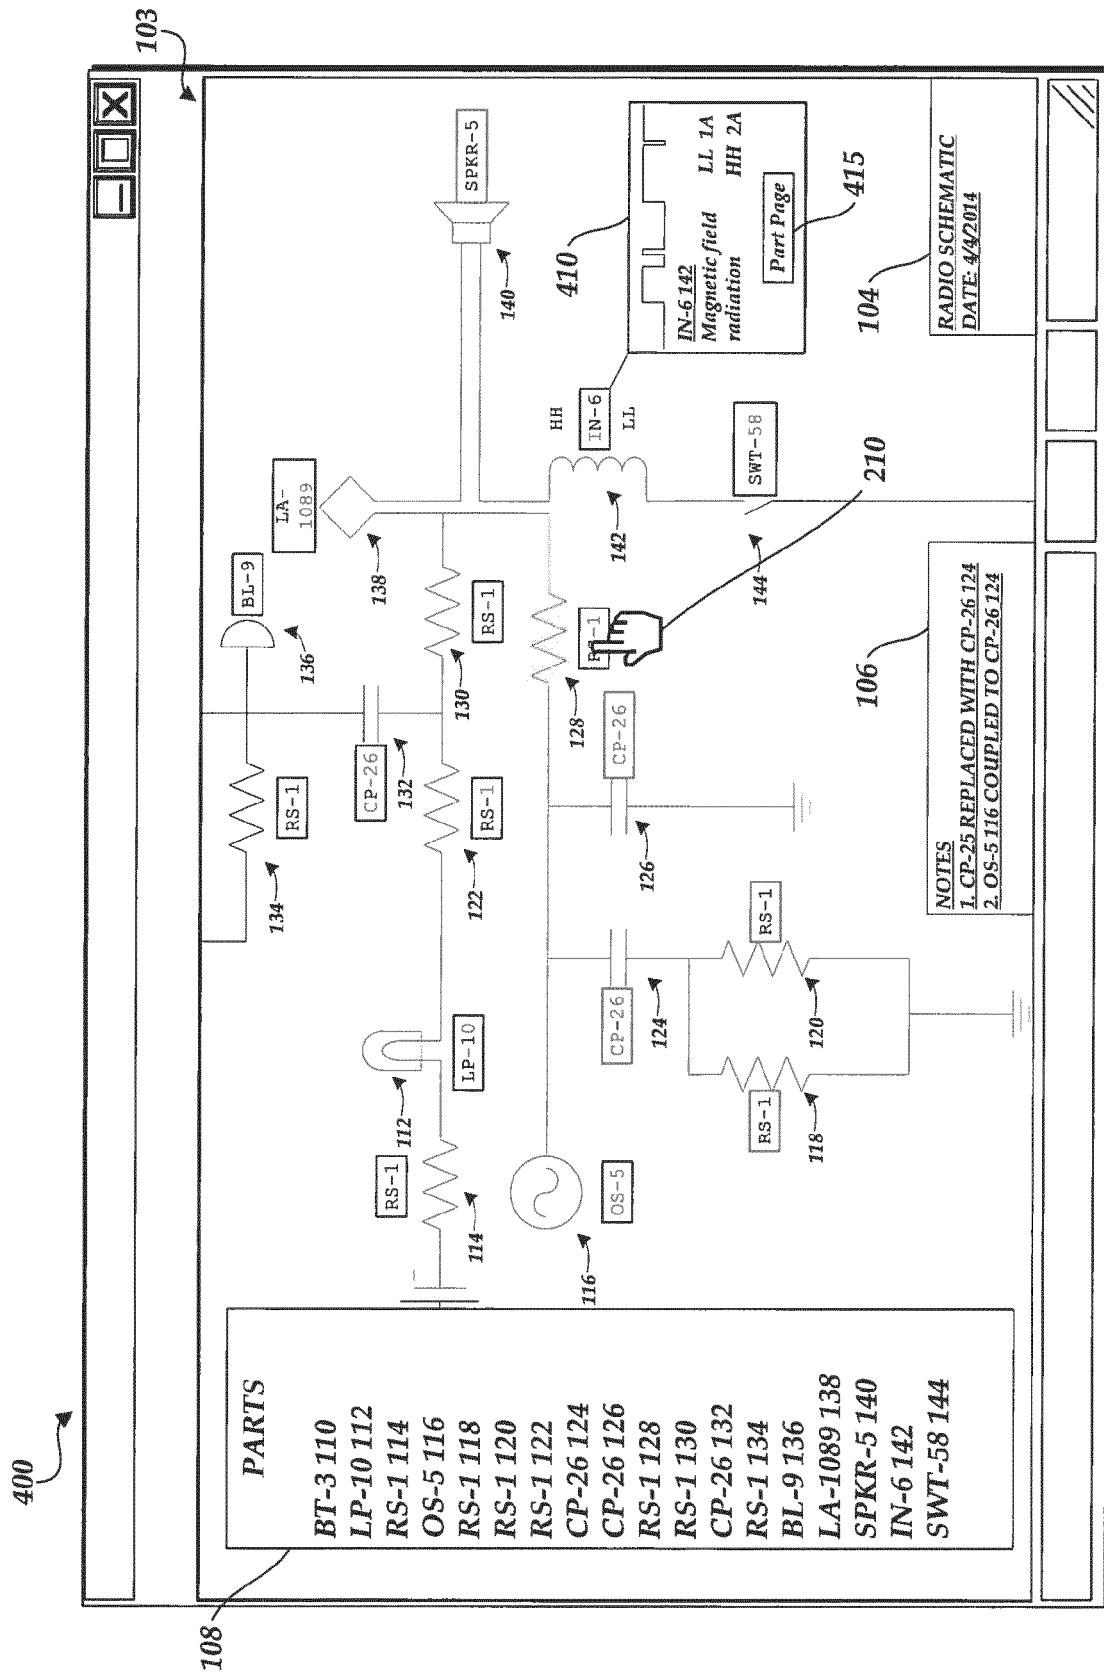 400
103
108
PARTS
BT-3 110
LP-10 112
RS-1 114
OS-5 116
RS-1 118
RS-1 120
RS-1 122
CP-26 124
CP-26 126
RS-1 128
RS-1 130
CP-26 132
RS-1 134
BL-9 136
LA-1089 138
SPKR-5 140
IN-6 142
SWT-58 144
134
RS-1
BL-9
136
LA-
1089
138
CP-26
132
SPKR-5
140
RS-1
114
112
LP-10
RS-1
122
RS-1
130
116
OS-5
128
210
CP-26
124
CP-26
126
RS-1
118
RS-1
120
142
HH
IN-6
LL
SWT-58
144
410
IN-6 142
Magnetic field
radiation
LL 1A
HH 2A
Part Page
415
106
NOTES
1. CP-25 REPLACED WITH CP-26 124
2. OS-5 116 COUPLED TO CP-26 124
104
RADIO SCHEMATIC
DATE: 4/4/2014